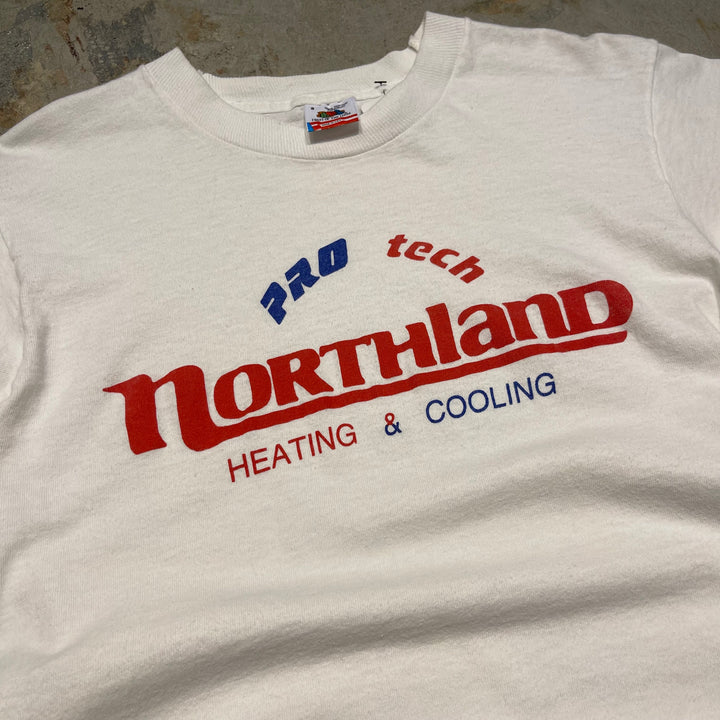 PRO tech
NORTHland
HEATING & COOLING